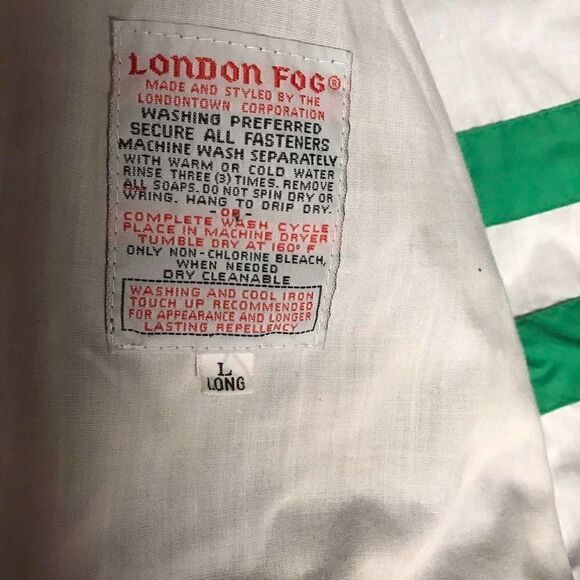 LONDON FOG®
MADE AND STYLED BY THE
LONDONTOWN CORPORATION
WASHING PREFERRED
SECURE ALL FASTENERS
MACHINE WASH SEPARATELY
WITH WARM OR COLD WATER
RINSE THREE (3) TIMES. REMOVE
ALL SOAPS. DO NOT SPIN DRY OR
WRING. HANG TO DRIP DRY.
-OR-
COMPLETE WASH CYCLE
PLACE IN MACHINE DRYER
TUMBLE DRY AT 160° F
ONLY NON-CHLORINE BLEACH,
WHEN NEEDED
DRY CLEANABLE
WASHING AND COOL IRON
TOUCH UP RECOMMENDED
FOR APPEARANCE AND LONGER
LASTING REPELLENCY
L
LONG